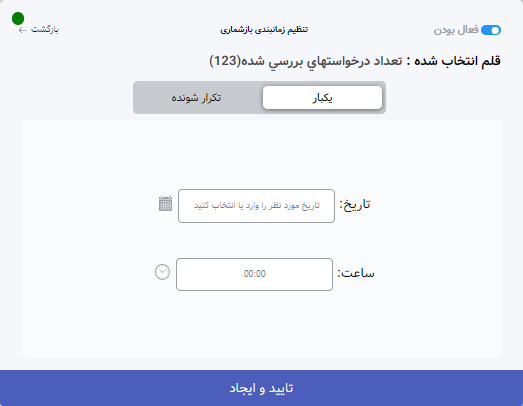 فعال بودن
تنظیم زمانبندی بازشماری
بازگشت ←
قلم انتخاب شده : تعداد درخواستهاي بررسي شده(123)
یکبار
تکرار شونده
تاریخ:
تاریخ مورد نظر را وارد یا انتخاب کنید
ساعت:
00:00
تایید و ایجاد